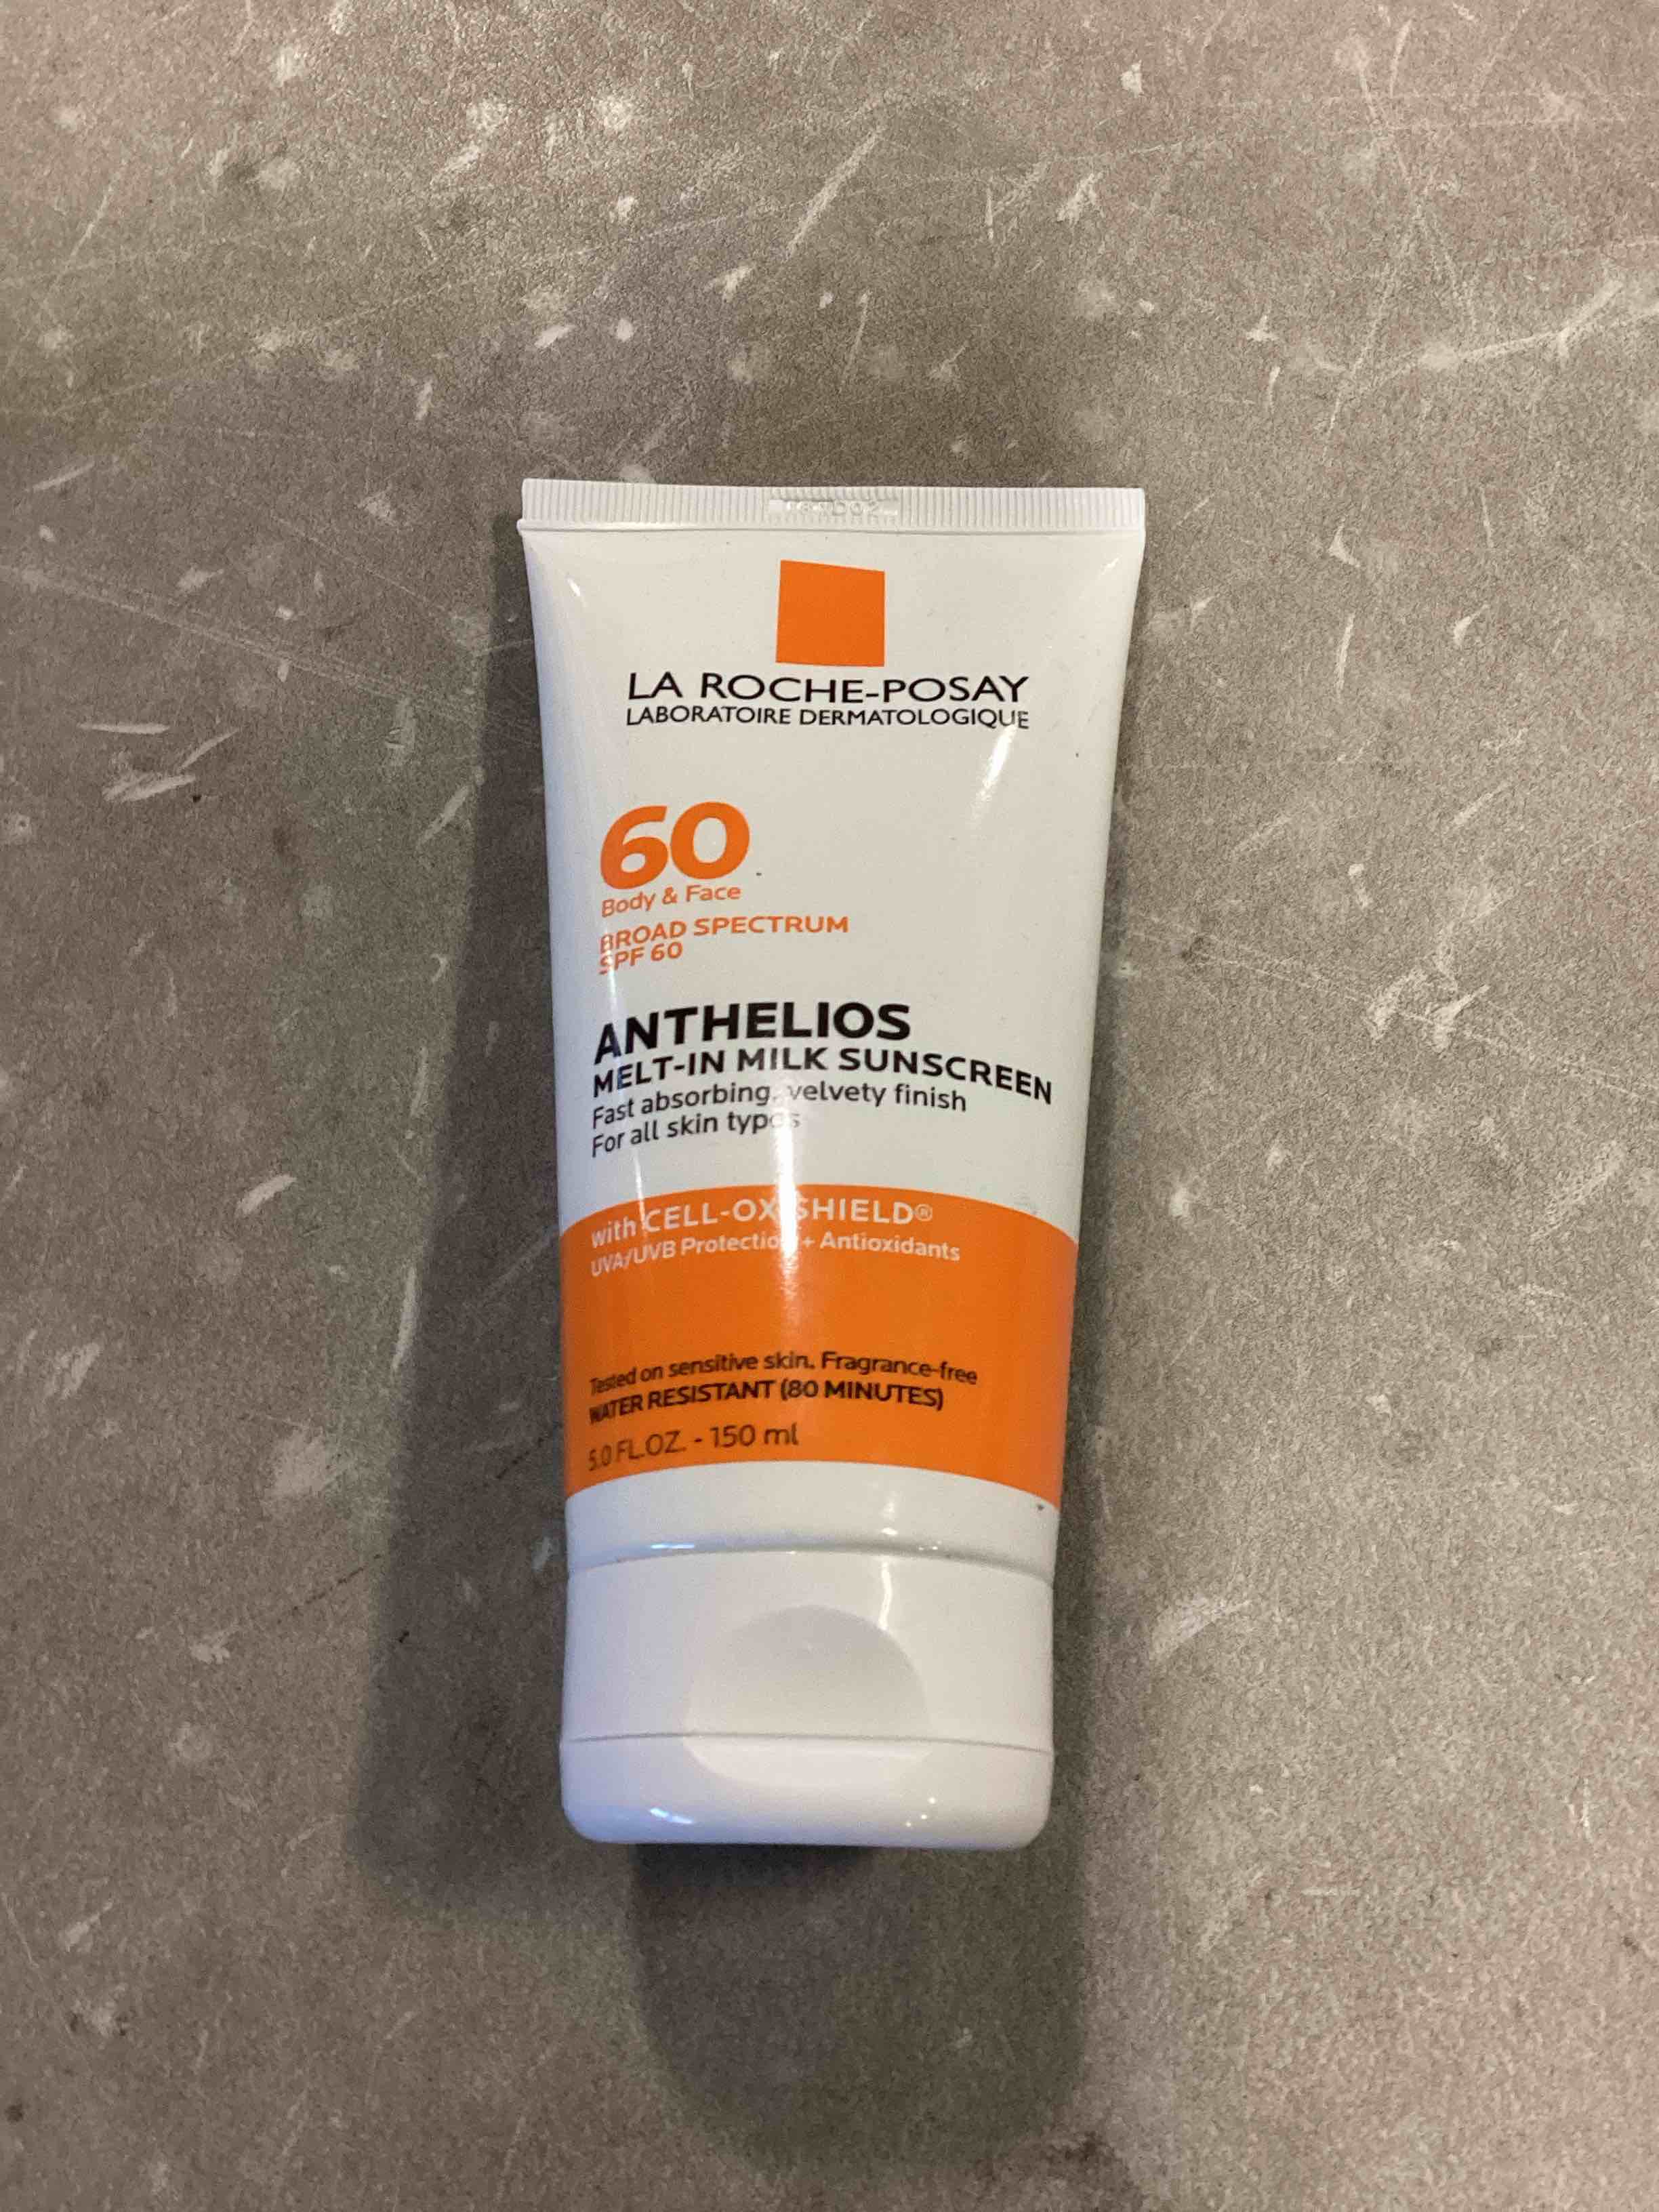 LA ROCHE-POSAY
LABORATOIRE DERMATOLOGIQUE
60
Body & Face
BROAD SPECTRUM
SPF 60
ANTHELIOS
MELT-IN MILK SUNSCREEN
Fast absorbing, velvety finish
For all skin types
with CELL-OX SHIELD®
UVA/UVB Protection + Antioxidants
Tested on sensitive skin. Fragrance-free
WATER RESISTANT (80 MINUTES)
5.0 FL.OZ. - 150 ml